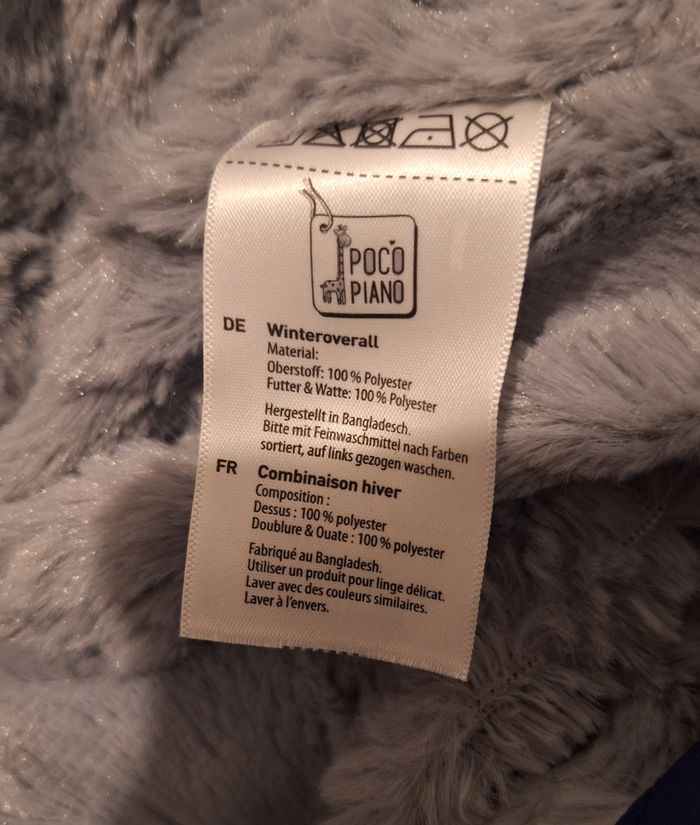 POCO
PIANO
DE Winteroverall
Material:
Oberstoff: 100 % Polyester
Futter & Watte: 100 % Polyester
Hergestellt in Bangladesch.
Bitte mit Feinwaschmittel nach Farben
sortiert, auf links gezogen waschen.
FR Combinaison hiver
Composition :
Dessus : 100 % polyester
Doublure & Ouate : 100 % polyester
Fabriqué au Bangladesh.
Utiliser un produit pour linge délicat.
Laver avec des couleurs similaires.
Laver à l'envers.